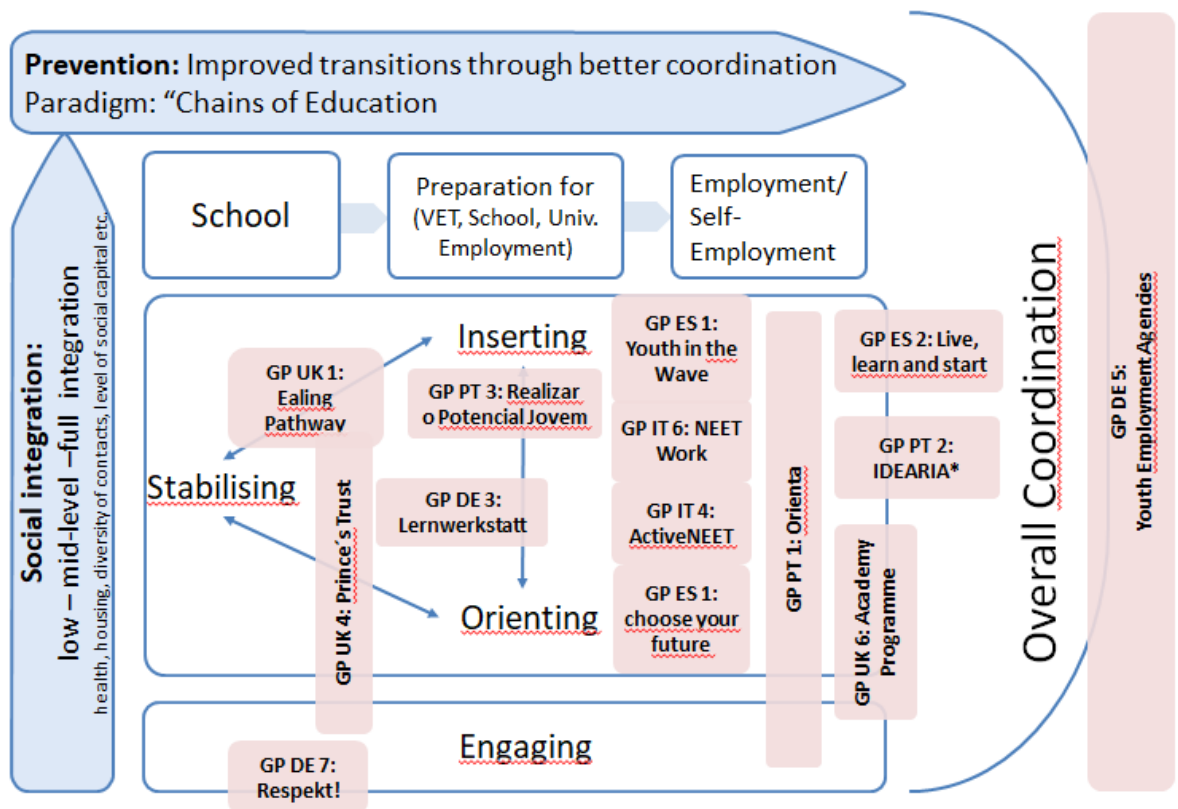 Prevention: Improved transitions through better coordination
Paradigm: “Chains of Education
Social integration:
low – mid-level –full integration
health, housing, diversity of contacts, level of social capital etc,
School
Preparation for
(VET, School, Univ.
Employment)
Employment/
Self-
Employment
Inserting
Stabilising
Orienting
GP UK 1:
Ealing
Pathway
GP PT 3: Realizar
o Potencial Jovem
GP DE 3:
Lernwerkstatt
GP UK 4: Prince´s Trust
GP ES 1:
Youth in the
Wave
GP IT 6: NEET
Work
GP IT 4:
ActiveNEET
GP ES 1:
choose your
future
GP PT 1: Orienta
GP ES 2: Live,
learn and start
GP PT 2:
IDEARIA*
GP UK 6: Academy
Programme
Engaging
GP DE 7:
Respekt!
Overall Coordination
GP DE 5:
Youth Employment Agendies